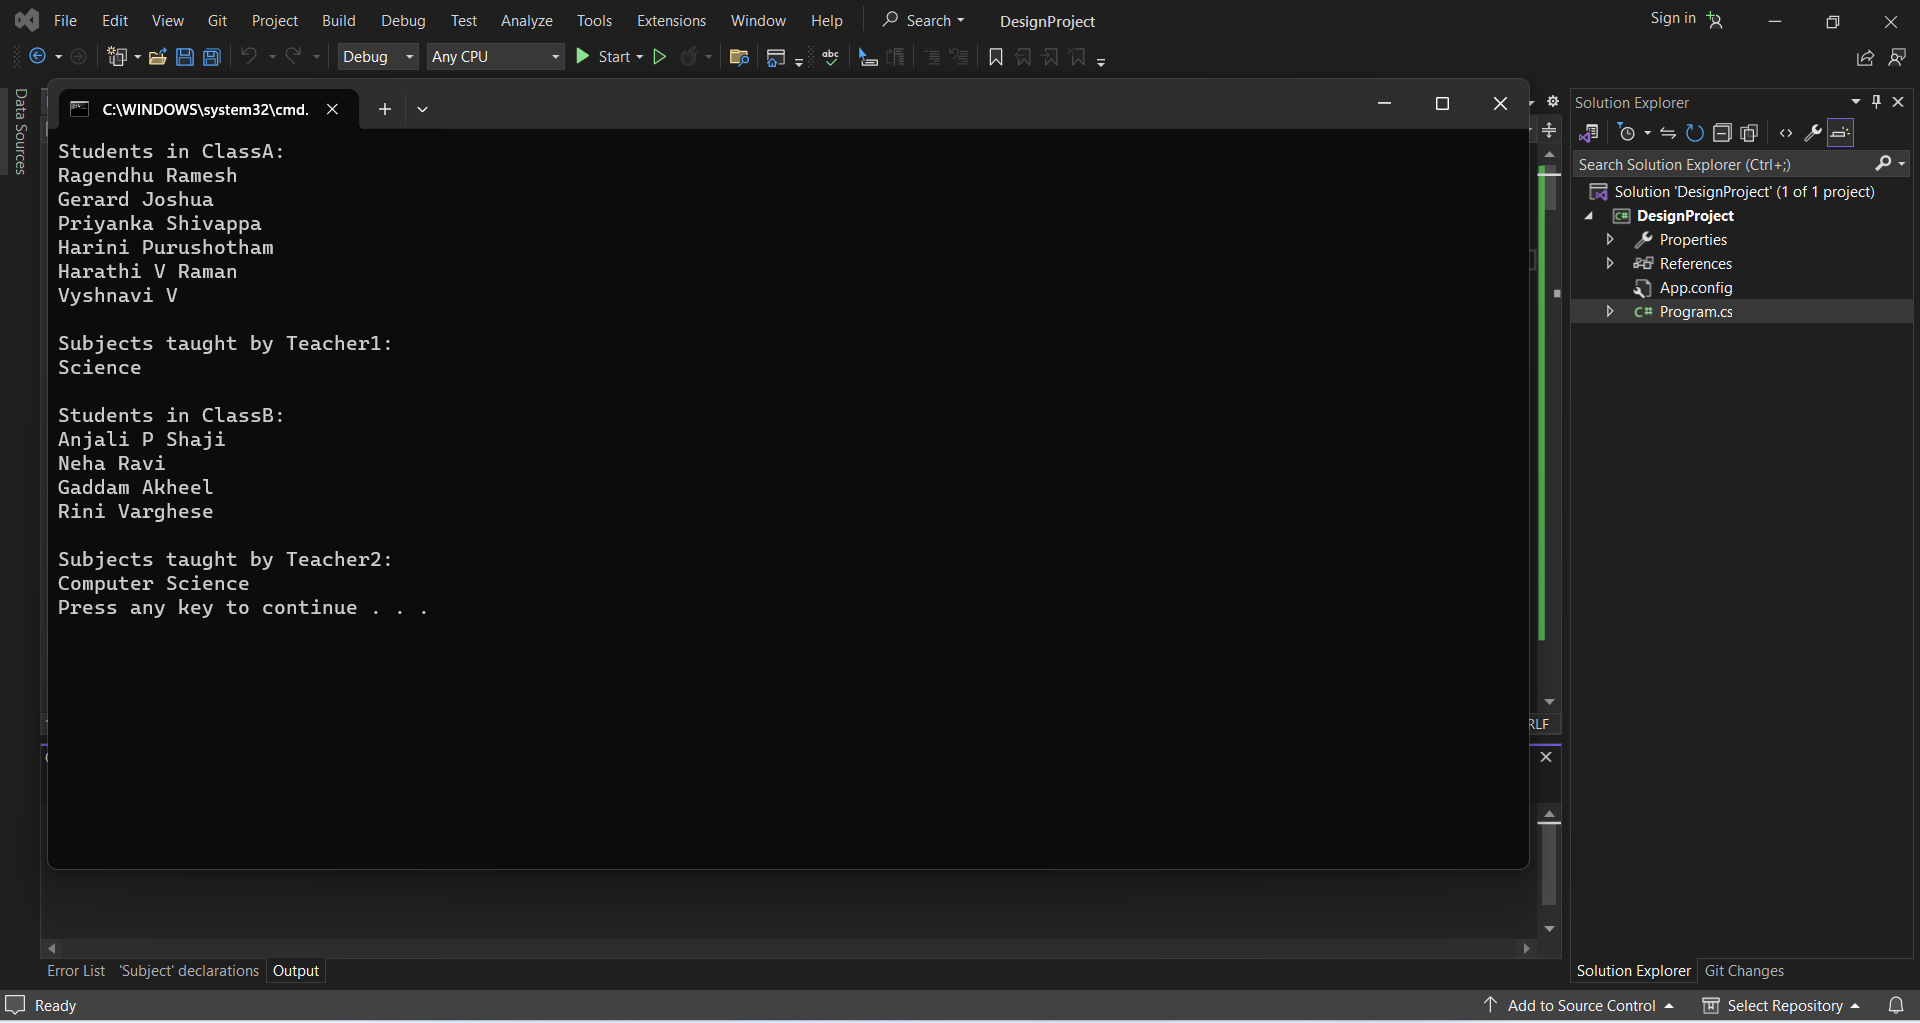 File Edit View Git Project Build Debug Test Analyze Tools Extensions Window Help Search DesignProject Sign in
Debug Any CPU Start abc
Data Sources
C:\WINDOWS\system32\cmd.
Students in ClassA:
Ragendhu Ramesh
Gerard Joshua
Priyanka Shivappa
Harini Purushotham
Harathi V Raman
Vyshnavi V
Subjects taught by Teacher1:
Science
Students in ClassB:
Anjali P Shaji
Neha Ravi
Gaddam Akheel
Rini Varghese
Subjects taught by Teacher2:
Computer Science
Press any key to continue . . .
RLF
Solution Explorer
Search Solution Explorer (Ctrl+;)
Solution 'DesignProject' (1 of 1 project)
C# DesignProject
Properties
References
App.config
C# Program.cs
Error List 'Subject' declarations Output
Solution Explorer Git Changes
Ready Add to Source Control Select Repository